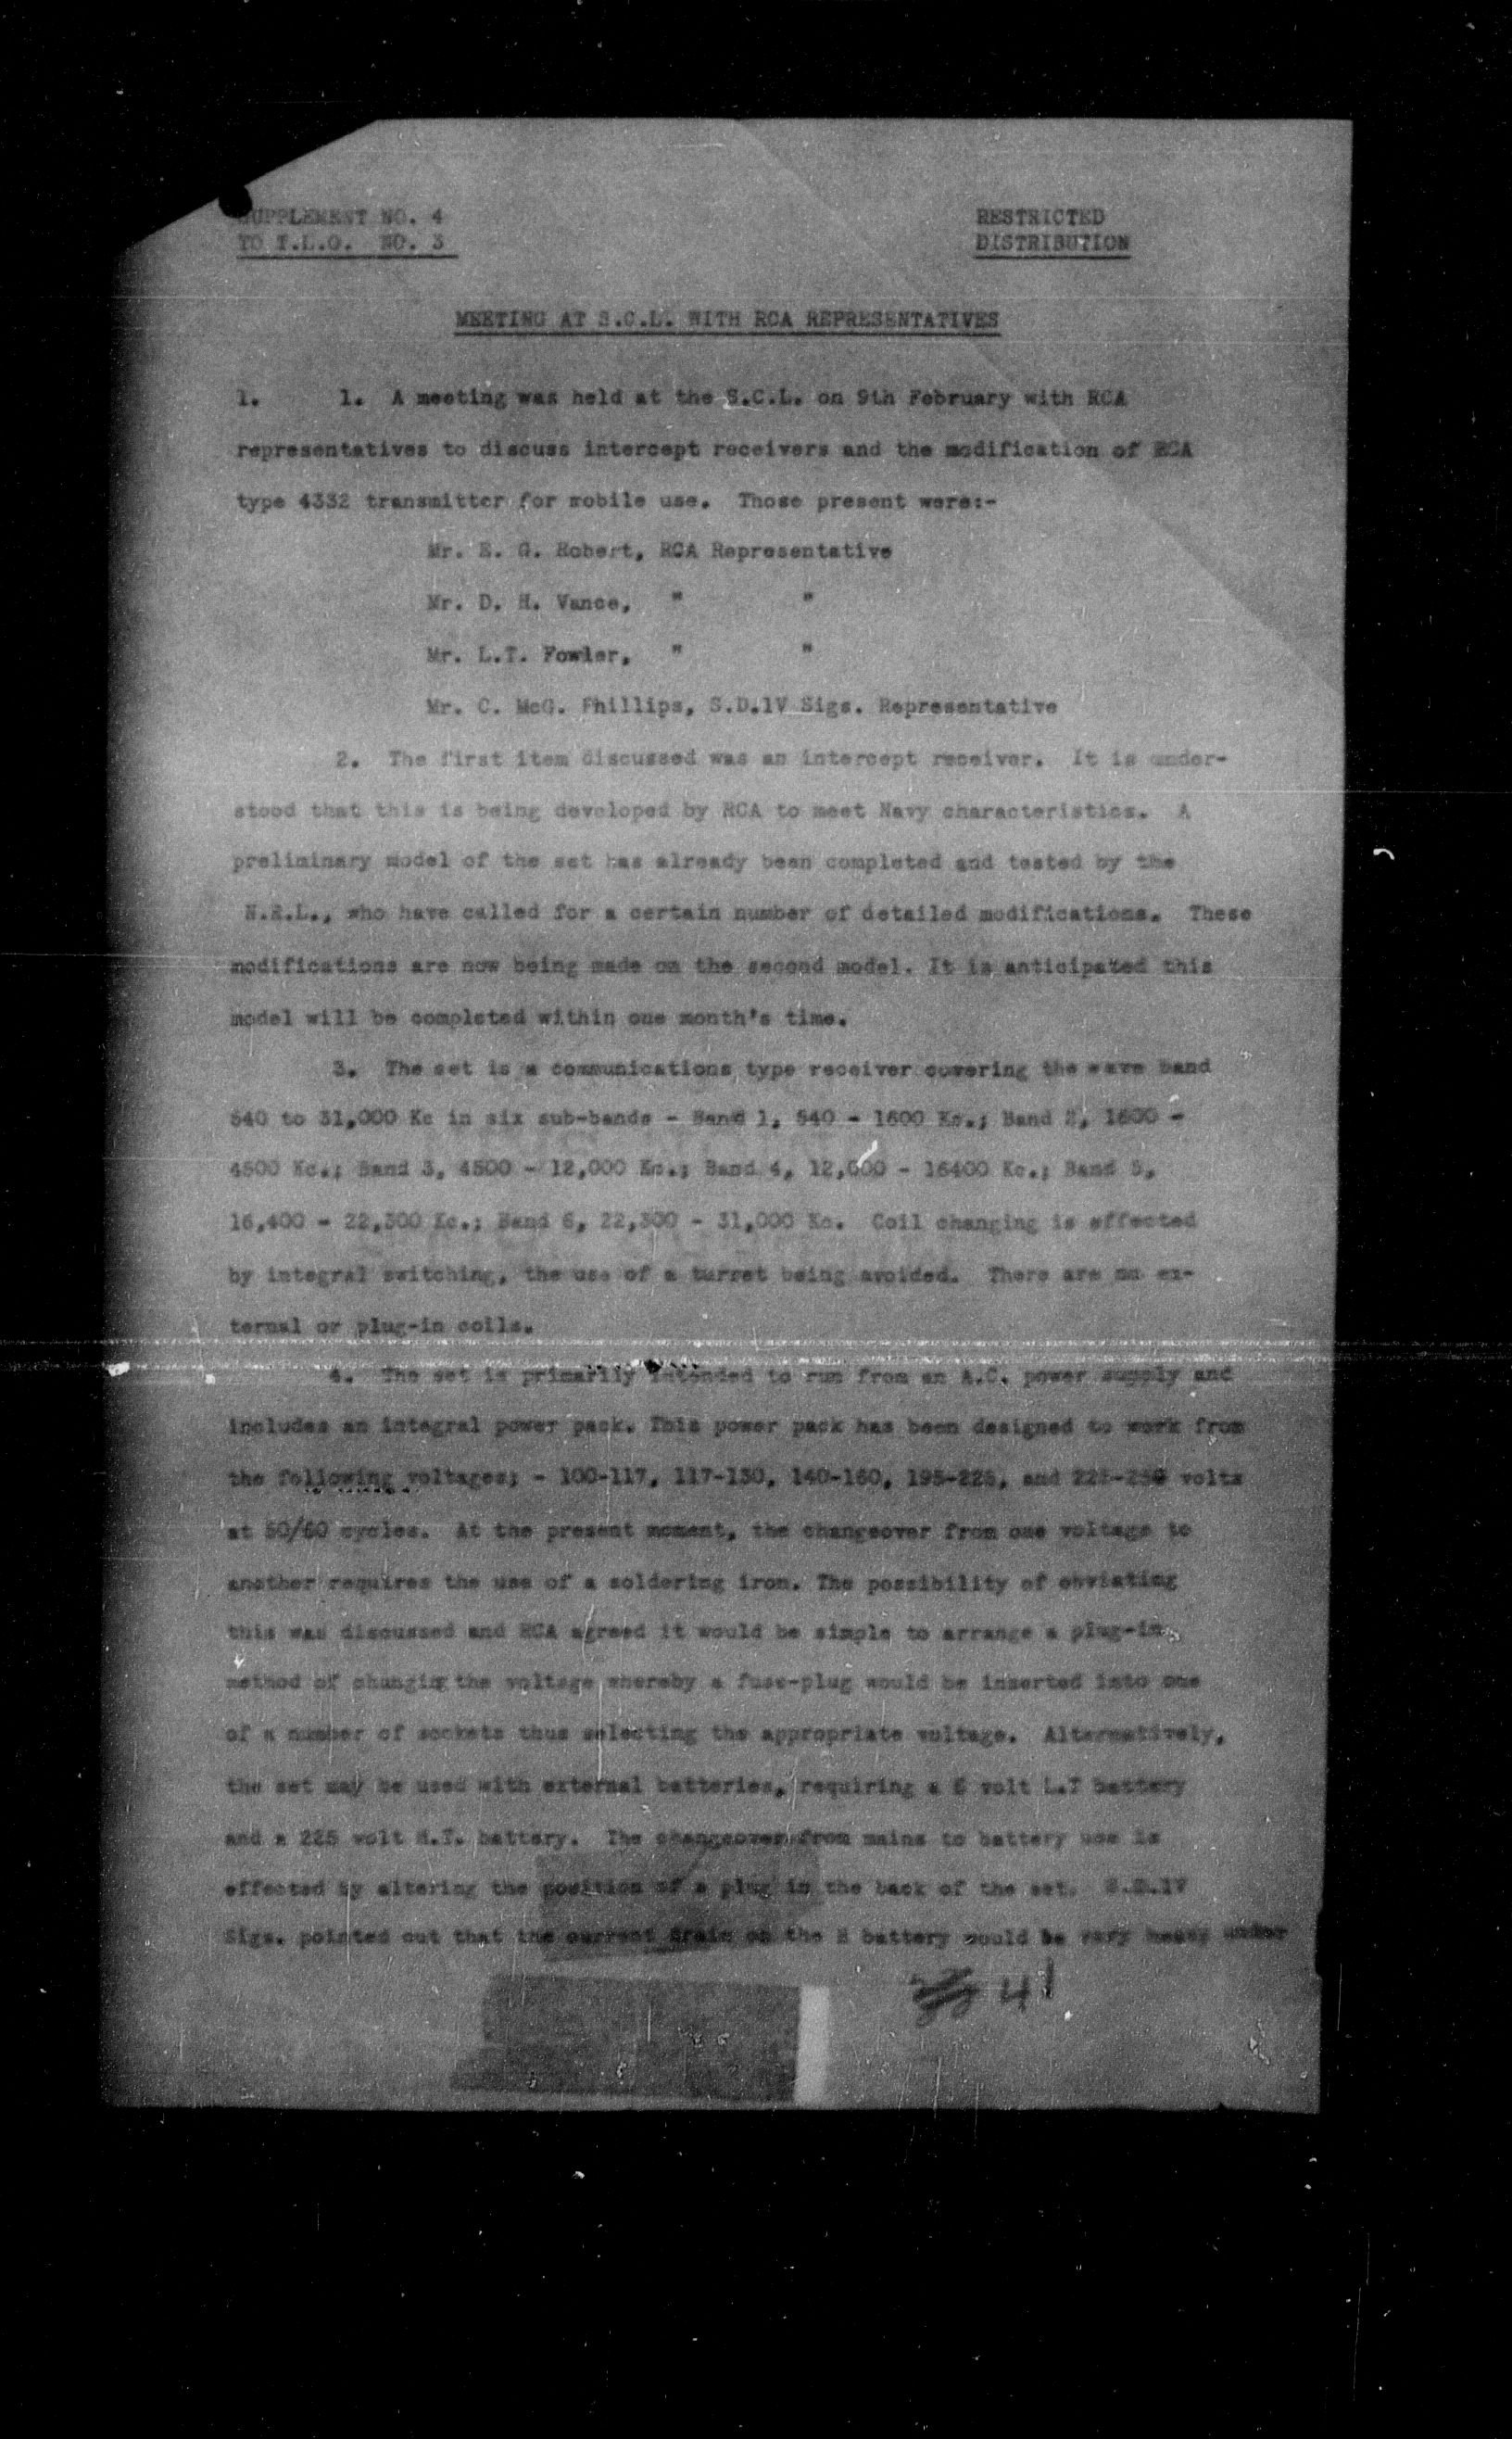 SUPPLEMENT NO. 4
TO T.L.O. NO. 3
RESTRICTED
DISTRIBUTION
MEETING AT S.C.L. WITH RCA REPRESENTATIVES
1. 1. A meeting was held at the S.C.L. on 9th February with RCA
representatives to discuss intercept receivers and the modification of RCA
type 4332 transmitter for mobile use. Those present were:-
Mr. E. G. Robert, RCA Representative
Mr. D. H. Vance, " "
Mr. L.T. Fowler, " "
Mr. C. McG. Phillips, S.D.1V Sigs. Representative
2. The first item discussed was an intercept receiver. It is under-
stood that this is being developed by RCA to meet Navy characteristics. A
preliminary model of the set has already been completed and tested by the
N.R.L., who have called for a certain number of detailed modifications. These
modifications are now being made on the second model. It is anticipated this
model will be completed within one month's time.
3. The set is a communications type receiver covering the wave band
540 to 31,000 Kc in six sub-bands - Band 1, 540 - 1600 Kc.; Band 2, 1600 -
4500 Kc.; Band 3, 4500 - 12,000 Kc.; Band 4, 12,000 - 16400 Kc.; Band 5,
16,400 - 22,300 Kc.; Band 6, 22,300 - 31,000 Kc. Coil changing is effected
by integral switching, the use of a turret being avoided. There are no ex-
ternal or plug-in coils.
4. The set is primarily intended to run from an A.C. power supply and
includes an integral power pack. This power pack has been designed to work from
the following voltages; - 100-117, 117-130, 140-160, 195-225, and 225-250 volts
at 50/60 cycles. At the present moment, the changeover from one voltage to
another requires the use of a soldering iron. The possibility of obviating
this was discussed and RCA agreed it would be simple to arrange a plug-in
method of changing the voltage whereby a fuse-plug would be inserted into one
of a number of sockets thus selecting the appropriate voltage. Alternatively,
the set may be used with external batteries, requiring a 6 volt L.T battery
and a 225 volt H.T. battery. The changeover from mains to battery use is
effected by altering the position of a plug in the back of the set. S.D.1V
Sigs. pointed out that the current drain on the B battery would be very heavy under
41